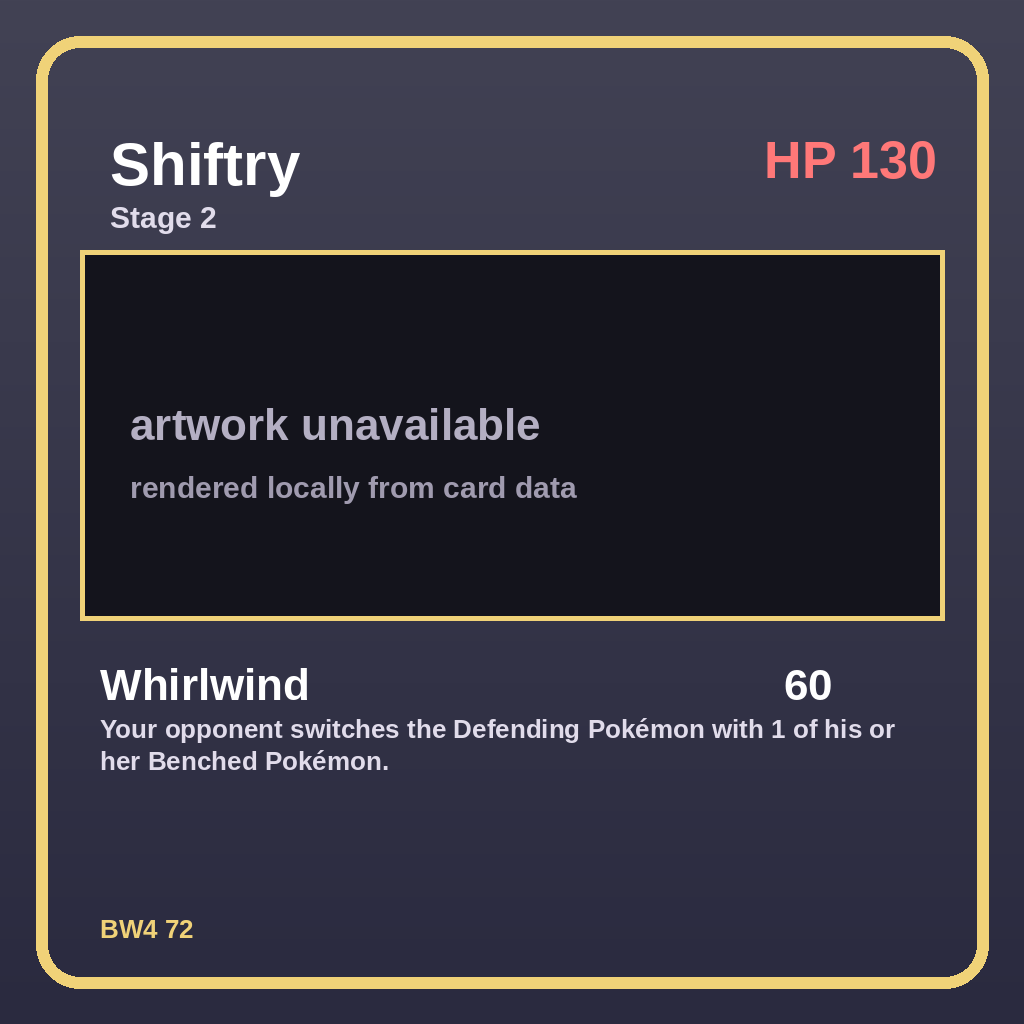 Shiftry
HP 130
Stage 2
artwork unavailable
rendered locally from card data
Whirlwind
60
Your opponent switches the Defending Pokémon with 1 of his or
her Benched Pokémon.
BW4 72